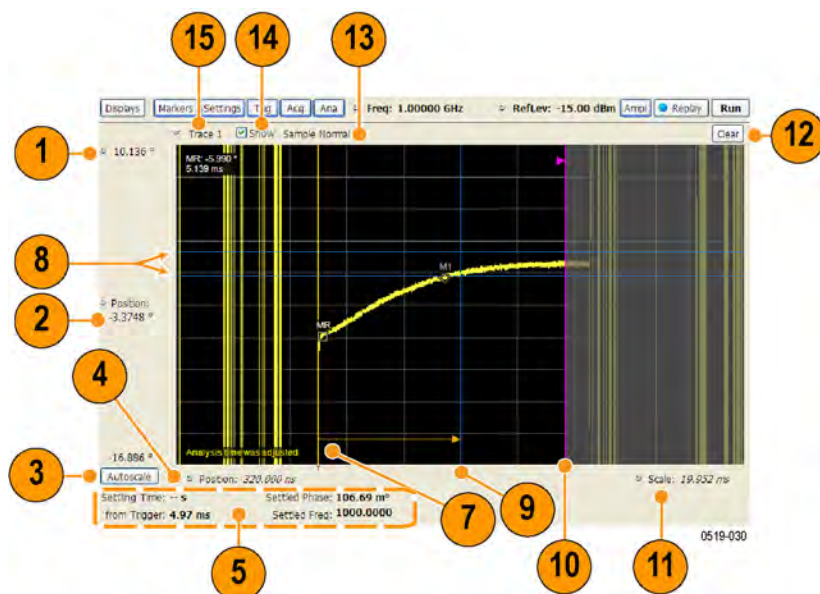 15 14 13
Displays Markers Settings Trig Acq Ana Freq: 1.00000 GHz RefLev: -15.00 dBm Ampl Replay Run
Trace 1 Show Sample Normal Clear
12
1
10.136 °
MR: -5.990 °
5.139 ms
8
M1
Position:
2
-3.3748 °
MR
4
Analysis time was adjusted
-16.886 °
3
Autoscale Position: 320.000 ns Scale: 19.952 ms
Settling Time: -- s Settled Phase: 106.69 m°
from Trigger: 4.97 ms Settled Freq: 1000.0000
7 9 10 11
5
0519-030